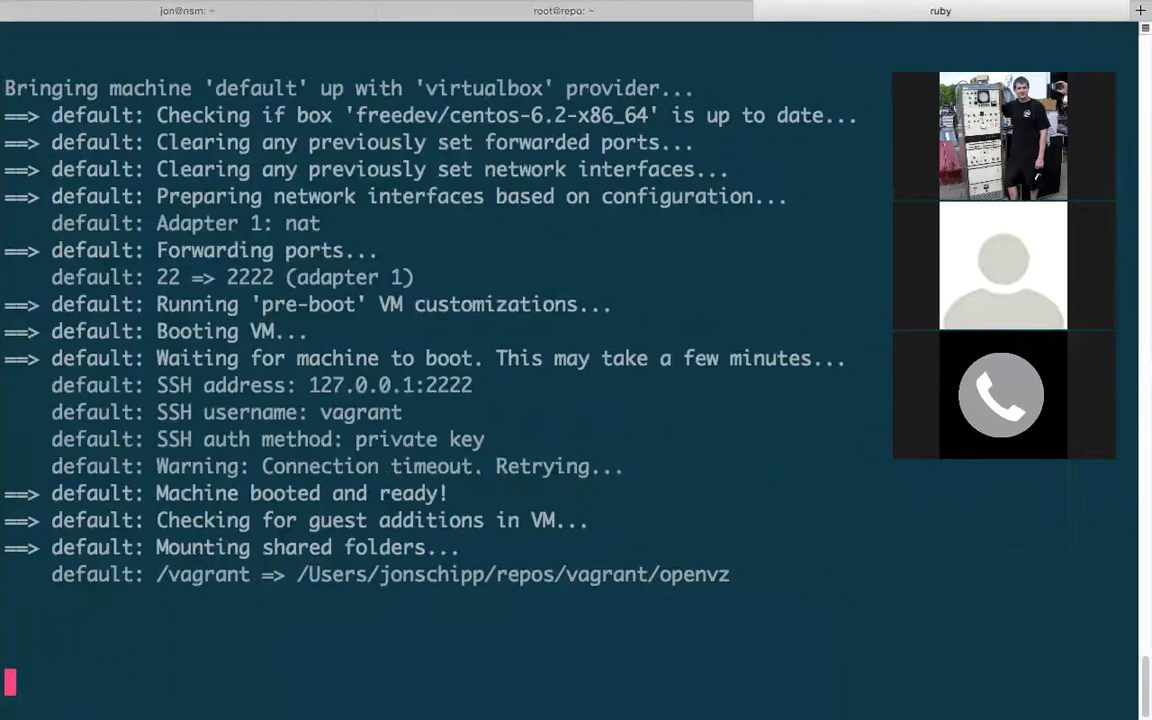 jon@nsm: ~
root@repo: ~
ruby
Bringing machine 'default' up with 'virtualbox' provider...
==> default: Checking if box 'freedev/centos-6.2-x86_64' is up to date...
==> default: Clearing any previously set forwarded ports...
==> default: Clearing any previously set network interfaces...
==> default: Preparing network interfaces based on configuration...
default: Adapter 1: nat
==> default: Forwarding ports...
default: 22 => 2222 (adapter 1)
==> default: Running 'pre-boot' VM customizations...
==> default: Booting VM...
==> default: Waiting for machine to boot. This may take a few minutes...
default: SSH address: 127.0.0.1:2222
default: SSH username: vagrant
default: SSH auth method: private key
default: Warning: Connection timeout. Retrying...
==> default: Machine booted and ready!
==> default: Checking for guest additions in VM...
==> default: Mounting shared folders...
default: /vagrant => /Users/jonschipp/repos/vagrant/openvz